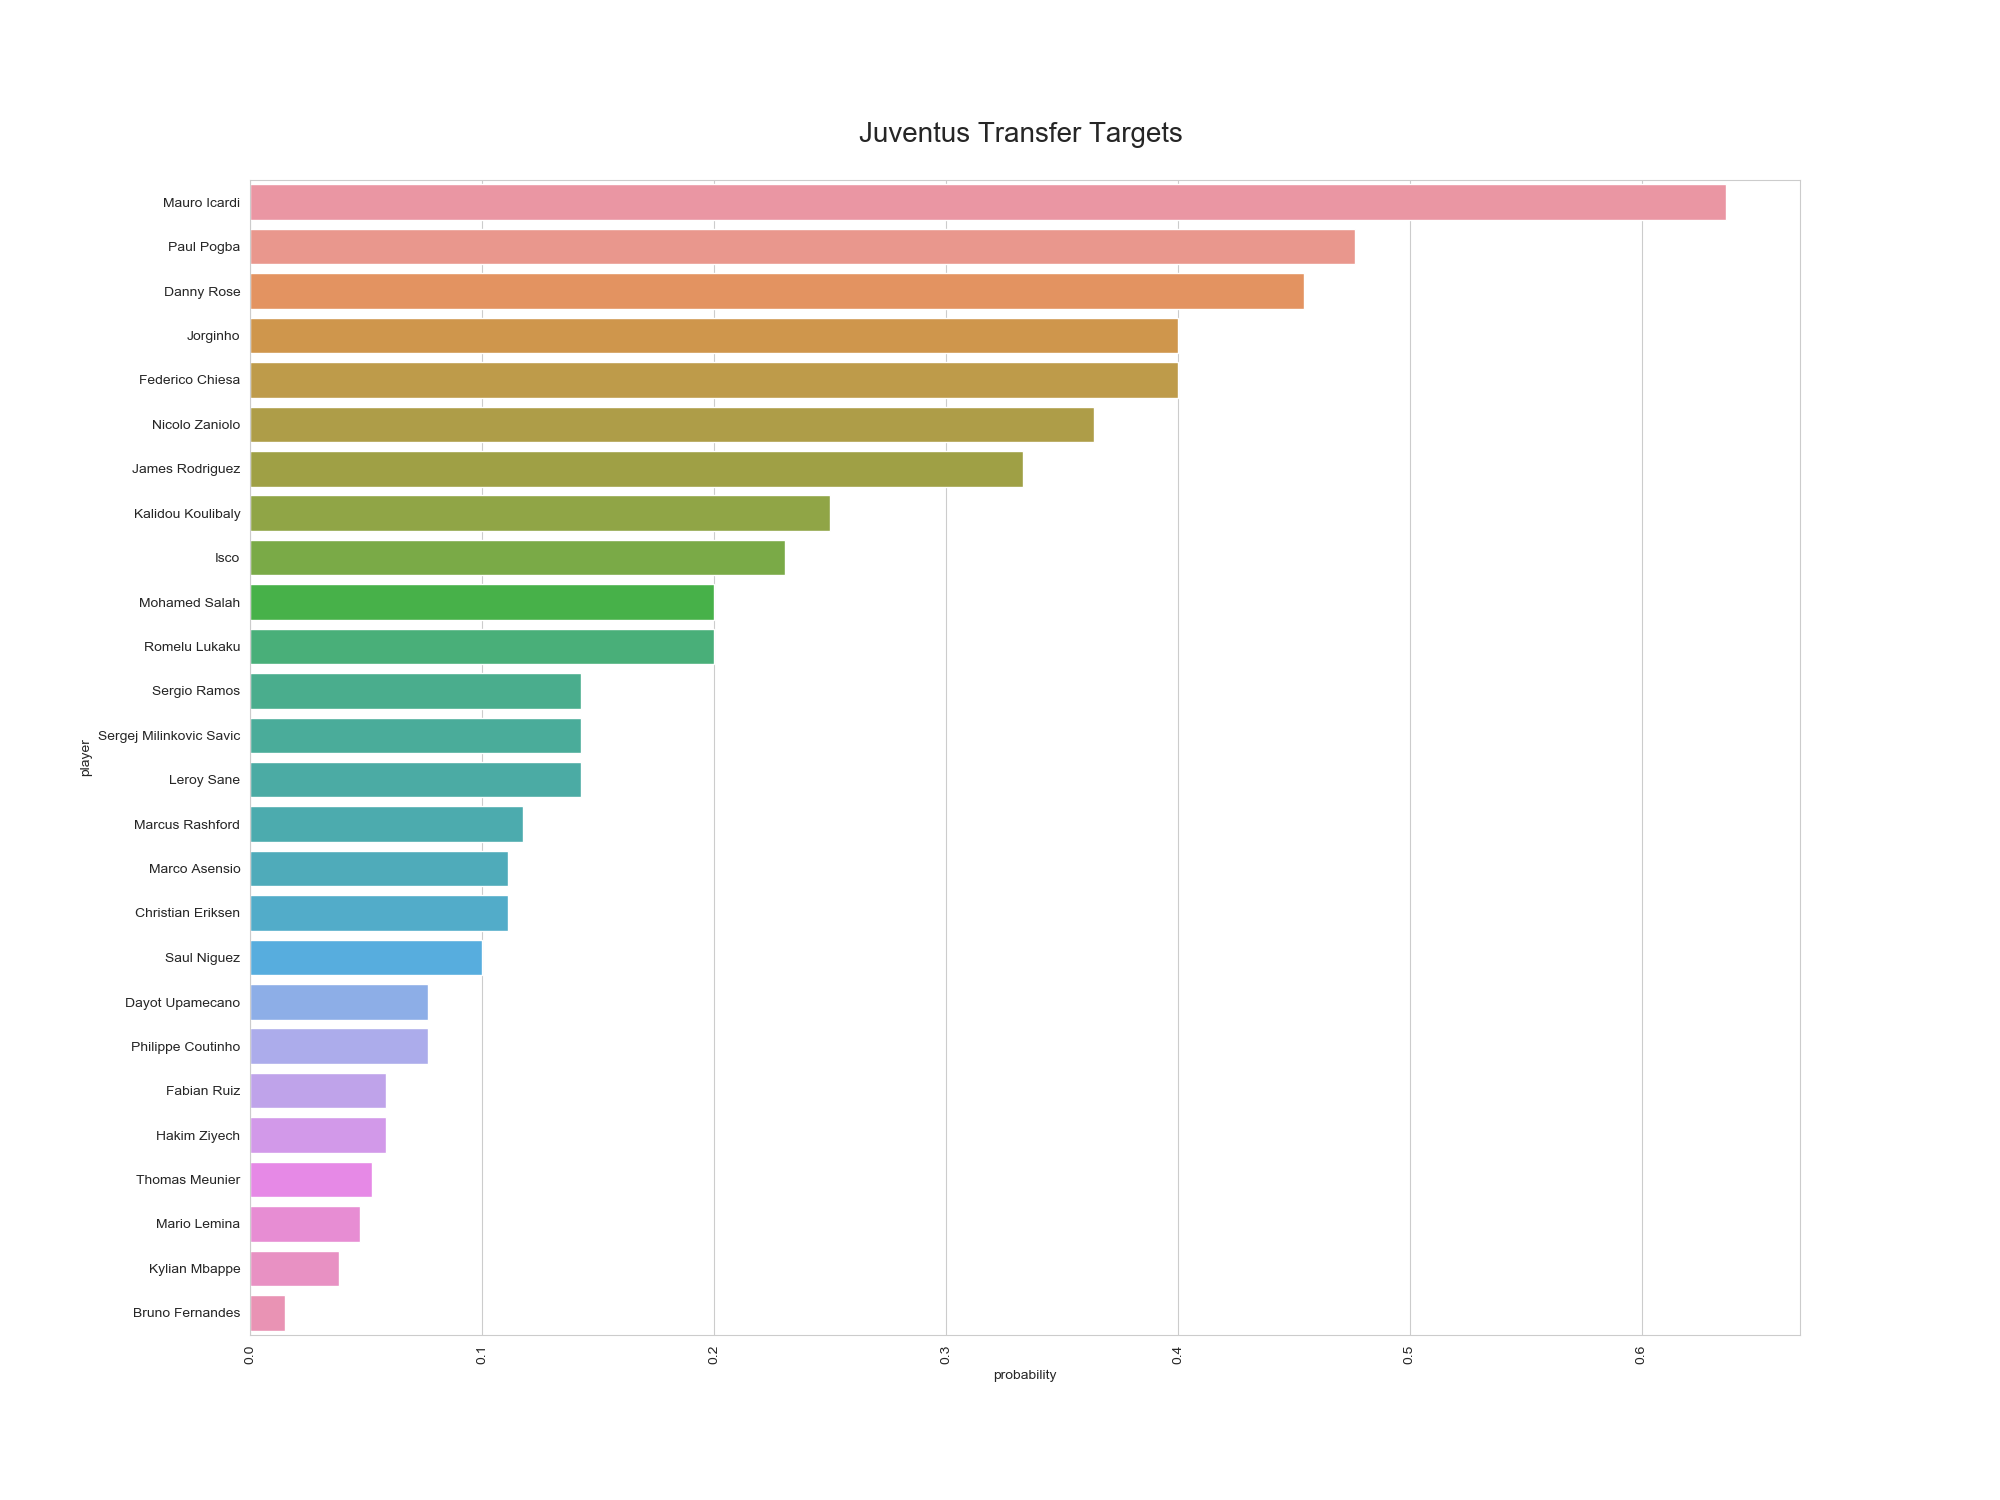 Juventus Transfer Targets
Mauro Icardi
Paul Pogba
Danny Rose
Jorginho
Federico Chiesa
Nicolo Zaniolo
James Rodriguez
Kalidou Koulibaly
Isco
Mohamed Salah
Romelu Lukaku
Sergio Ramos
Sergej Milinkovic Savic
player
Leroy Sane
Marcus Rashford
Marco Asensio
Christian Eriksen
Saul Niguez
Dayot Upamecano
Philippe Coutinho
Fabian Ruiz
Hakim Ziyech
Thomas Meunier
Mario Lemina
Kylian Mbappe
Bruno Fernandes
0.0 0.1 0.2 0.3 0.4 0.5 0.6
probability